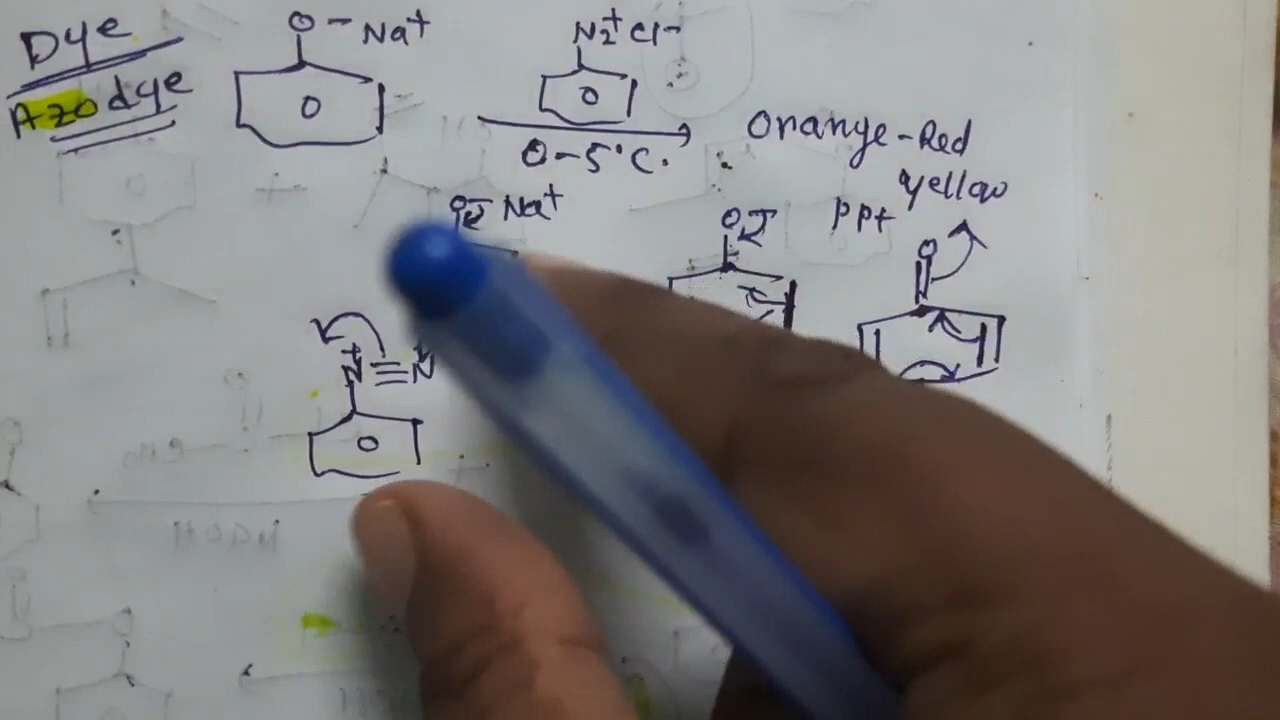 Dye
Azo dye
O - Na+
N2+ Cl-
O
O
0-5°C.
Orange-Red
yellow
ppt
O- Na+
O-
O
N+≡N
O